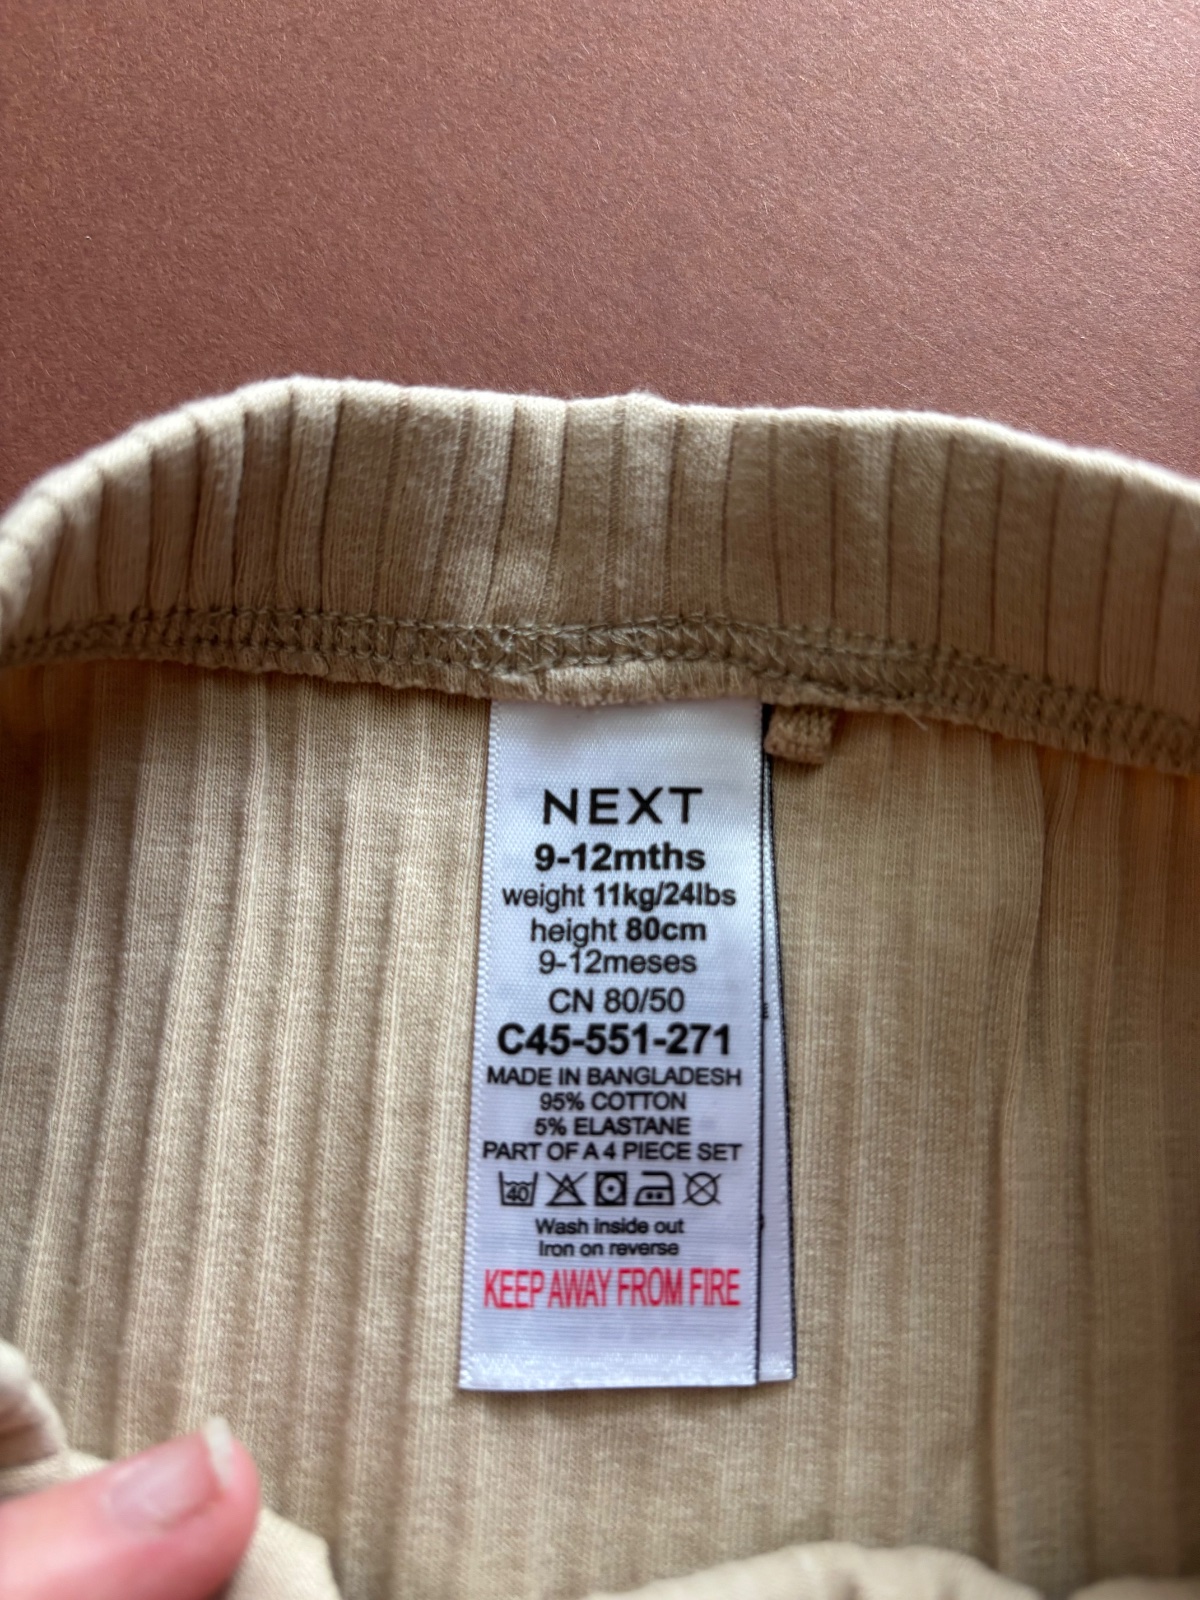 NEXT
9-12mths
weight 11kg/24lbs
height 80cm
9-12meses
CN 80/50
C45-551-271
MADE IN BANGLADESH
95% COTTON
5% ELASTANE
PART OF A 4 PIECE SET
40
Wash inside out
Iron on reverse
KEEP AWAY FROM FIRE